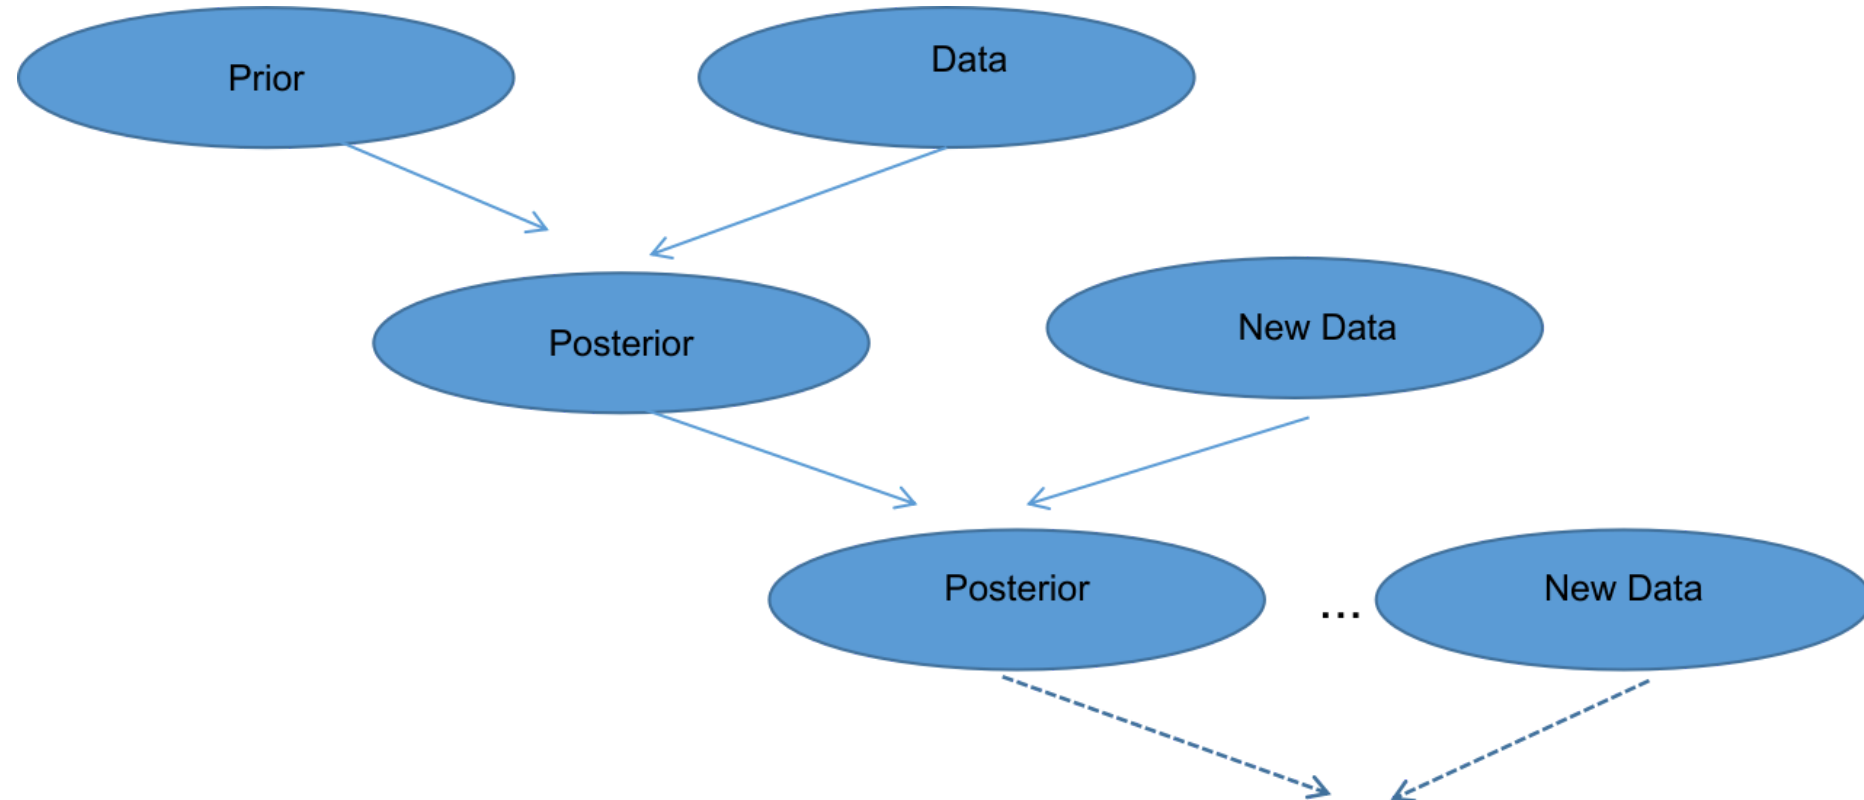 Prior
Data
Posterior
New Data
Posterior
...
New Data